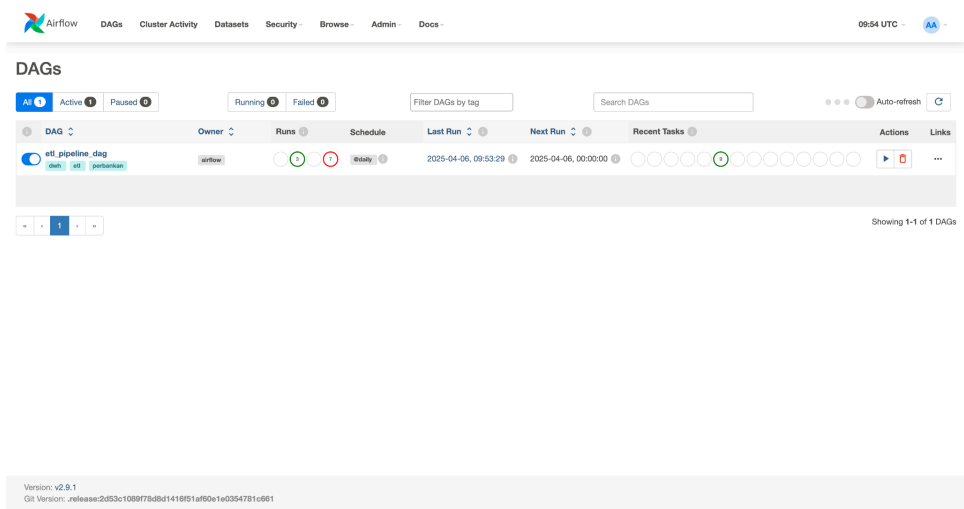 Airflow DAGs Cluster Activity Datasets Security Browse Admin Docs 09:54 UTC AA
DAGs
All 1 Active 1 Paused 0 Running 0 Failed 0 Filter DAGs by tag Search DAGs Auto-refresh
DAG Owner Runs Schedule Last Run Next Run Recent Tasks Actions Links
etl_pipeline_dag airflow 3 7 @daily 2025-04-06, 09:53:29 2025-04-06, 00:00:00 3 ...
dwh etl perbankan
« ‹ 1 › » Showing 1-1 of 1 DAGs
Version: v2.9.1
Git Version: .release:2d53c1089f78d8d1416f51af60e1e0354781c661